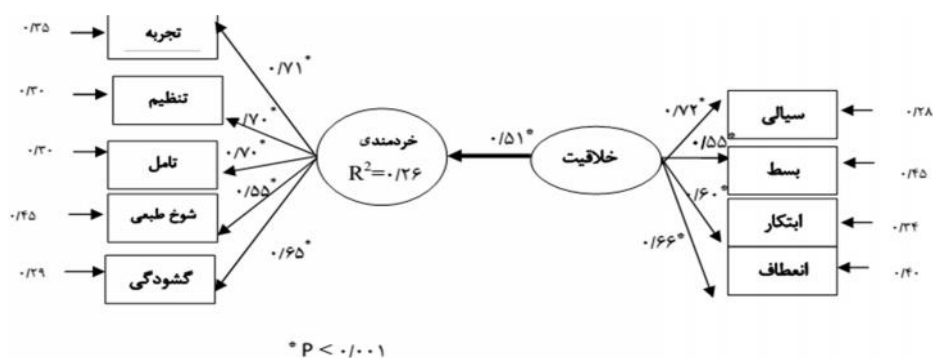 تجربه
۰/۳۵
۰/۷۱*
تنظیم
۰/۳۰
۰/۷۰*
تامل
۰/۳۰
۰/۷۰*
شوخ طبعی
۰/۴۵
۰/۵۵*
گشودگی
۰/۲۹
۰/۶۵*
خردمندی
R²=۰/۲۶
۰/۵۱*
خلاقیت
۰/۷۲*
سیالی
۰/۲۸
۰/۵۵*
بسط
۰/۴۵
۰/۶۰*
ابتکار
۰/۳۴
۰/۶۶*
انعطاف
۰/۴۰
* P < ۰/۰۰۱